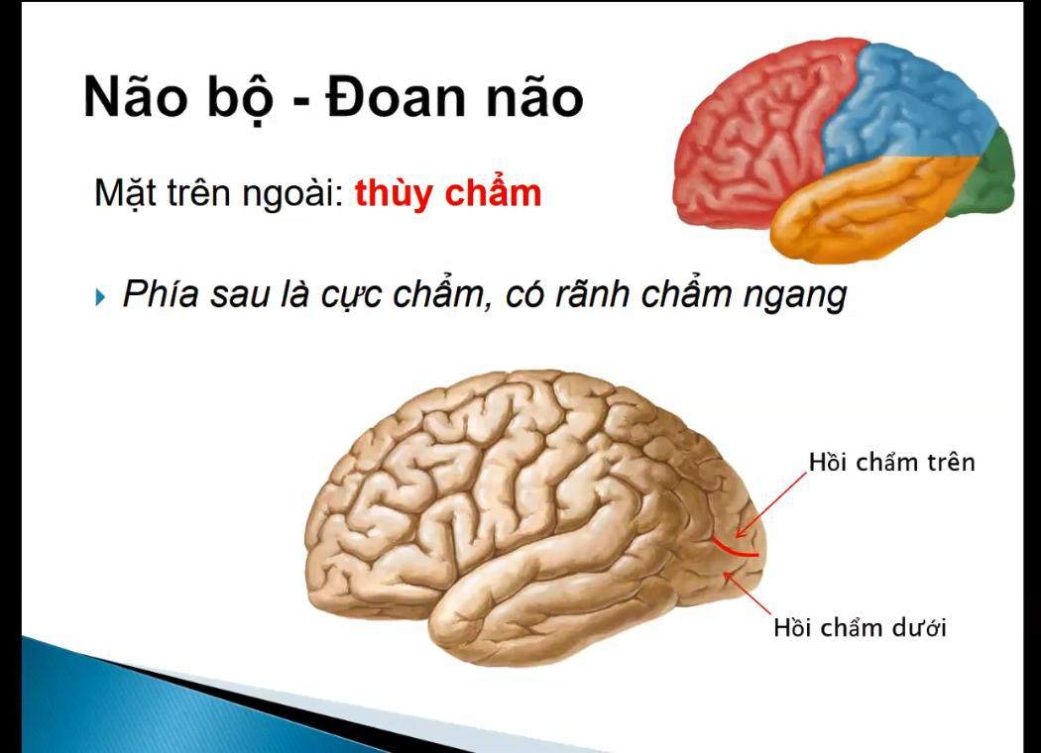 Não bộ - Đoan não
Mặt trên ngoài: thùy chẩm
Phía sau là cực chẩm, có rãnh chẩm ngang
Hồi chẩm trên
Hồi chẩm dưới